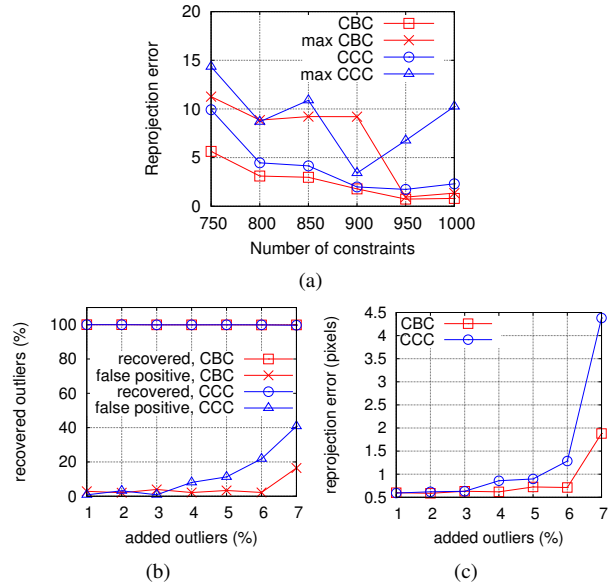 20
15
10
5
0
Reprojection error
CBC
max CBC
CCC
max CCC
750 800 850 900 950 1000
Number of constraints
(a)
100
80
60
40
20
0
recovered outliers (%)
recovered, CBC
false positive, CBC
recovered, CCC
false positive, CCC
1 2 3 4 5 6 7
added outliers (%)
(b)
4.5
4
3.5
3
2.5
2
1.5
1
0.5
reprojection error (pixels)
CBC
CCC
1 2 3 4 5 6 7
added outliers (%)
(c)